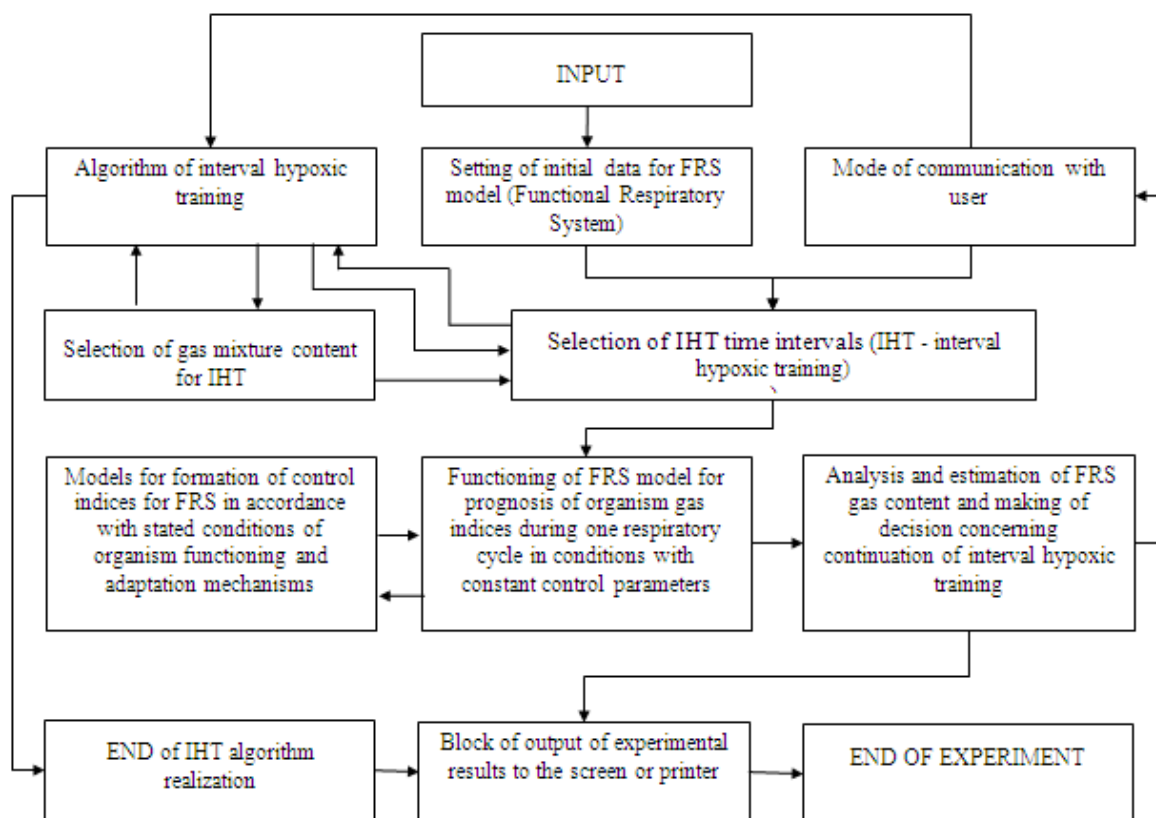 INPUT
Algorithm of interval hypoxic
training
Setting of initial data for FRS
model (Functional Respiratory
System)
Mode of communication with
user
Selection of gas mixture content
for IHT
Selection of IHT time intervals (IHT - interval
hypoxic training)
Models for formation of control
indices for FRS in accordance
with stated conditions of
organism functioning and
adaptation mechanisms
Functioning of FRS model for
prognosis of organism gas
indices during one respiratory
cycle in conditions with
constant control parameters
Analysis and estimation of FRS
gas content and making of
decision concerning
continuation of interval hypoxic
training
END of IHT algorithm
realization
Block of output of experimental
results to the screen or printer
END OF EXPERIMENT